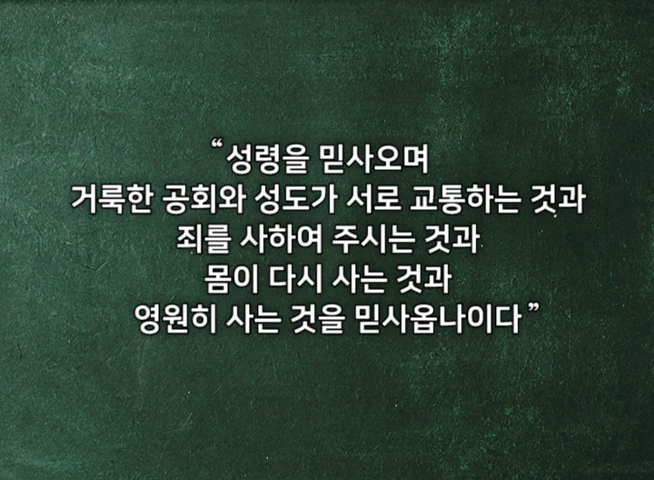 “성령을 믿사오며
거룩한 공회와 성도가 서로 교통하는 것과
죄를 사하여 주시는 것과
몸이 다시 사는 것과
영원히 사는 것을 믿사옵나이다”